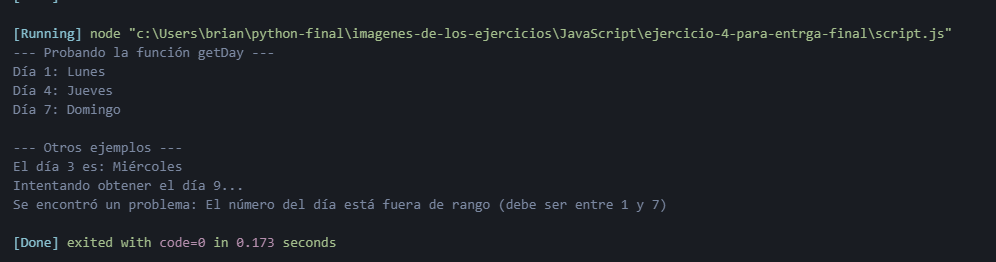 [Running] node "c:\Users\brian\python-final\imagenes-de-los-ejercicios\JavaScript\ejercicio-4-para-entrga-final\script.js"
--- Probando la función getDay ---
Día 1: Lunes
Día 4: Jueves
Día 7: Domingo
--- Otros ejemplos ---
El día 3 es: Miércoles
Intentando obtener el día 9...
Se encontró un problema: El número del día está fuera de rango (debe ser entre 1 y 7)
[Done] exited with code=0 in 0.173 seconds